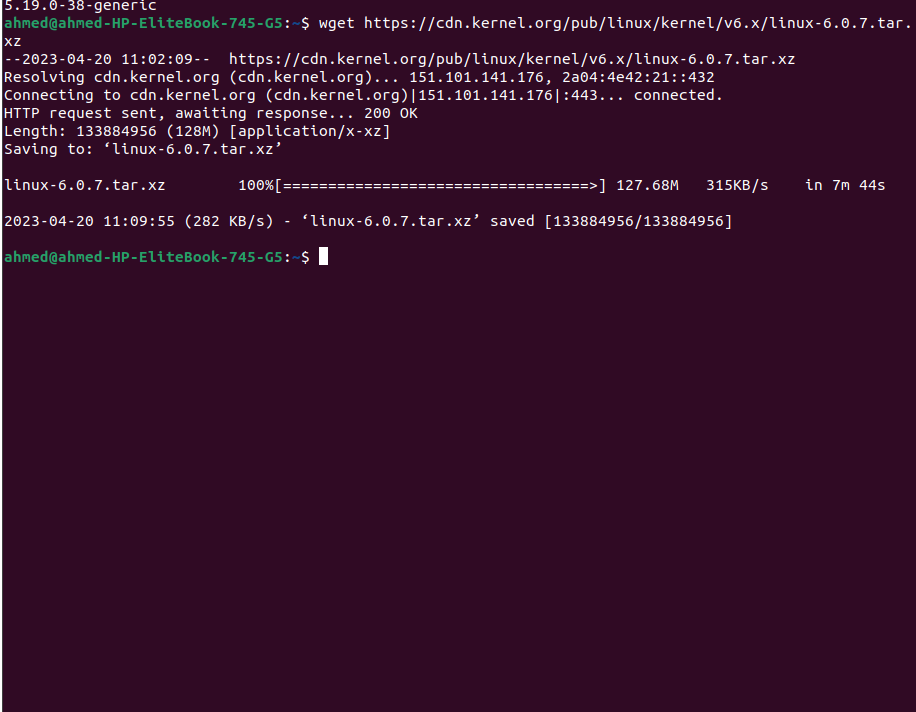 5.19.0-38-generic
ahmed@ahmed-HP-EliteBook-745-G5:~$ wget https://cdn.kernel.org/pub/linux/kernel/v6.x/linux-6.0.7.tar.
xz
--2023-04-20 11:02:09--  https://cdn.kernel.org/pub/linux/kernel/v6.x/linux-6.0.7.tar.xz
Resolving cdn.kernel.org (cdn.kernel.org)... 151.101.141.176, 2a04:4e42:21::432
Connecting to cdn.kernel.org (cdn.kernel.org)|151.101.141.176|:443... connected.
HTTP request sent, awaiting response... 200 OK
Length: 133884956 (128M) [application/x-xz]
Saving to: ‘linux-6.0.7.tar.xz’
linux-6.0.7.tar.xz        100%[==================================>] 127.68M   315KB/s    in 7m 44s
2023-04-20 11:09:55 (282 KB/s) - ‘linux-6.0.7.tar.xz’ saved [133884956/133884956]
ahmed@ahmed-HP-EliteBook-745-G5:~$